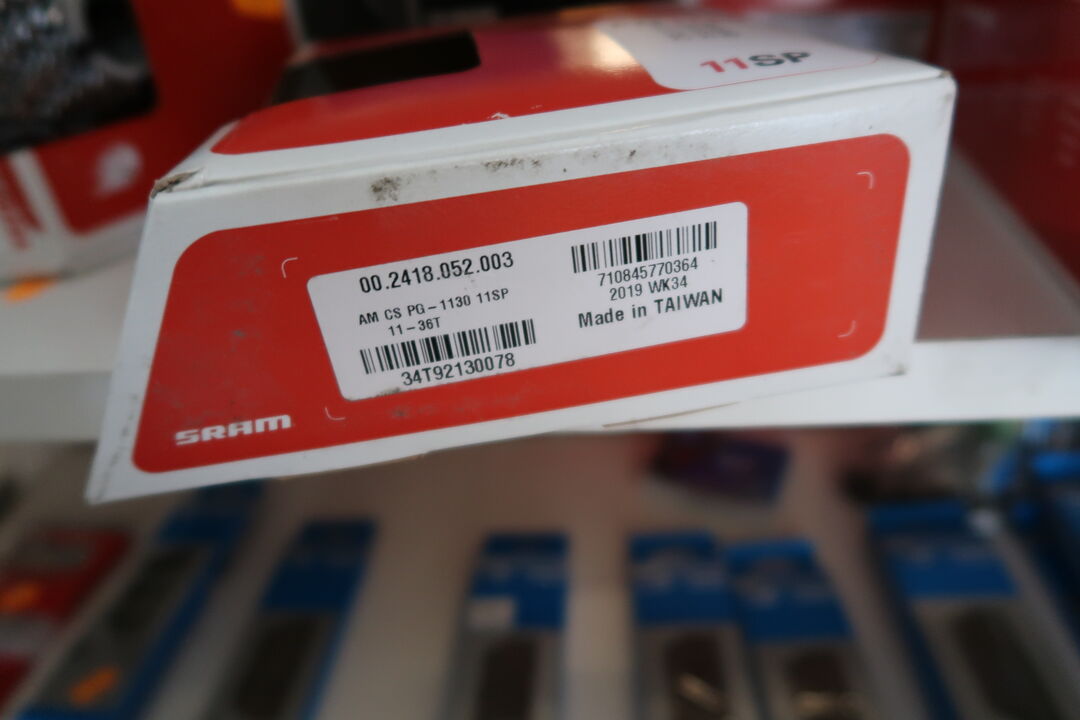 11SP
00.2418.052.003
AM CS PG-1130 11SP
11-36T
34T92130078
710845770364
2019 WK34
Made in TAIWAN
SRAM